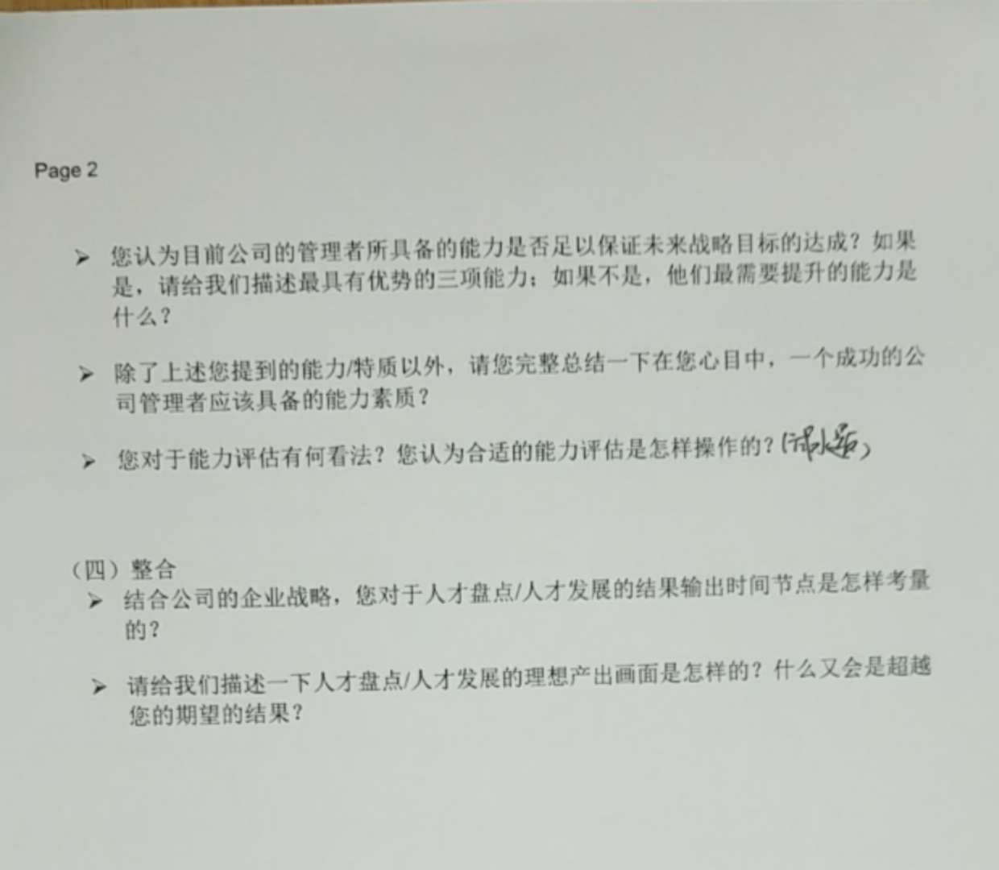 Page 2
➢ 您认为目前公司的管理者所具备的能力是否足以保证未来战略目标的达成？如果
是，请给我们描述最具有优势的三项能力；如果不是，他们最需要提升的能力是
什么？
➢ 除了上述您提到的能力/特质以外，请您完整总结一下在您心目中，一个成功的公
司管理者应该具备的能力素质？
➢ 您对于能力评估有何看法？您认为合适的能力评估是怎样操作的？
（四）整合
➢ 结合公司的企业战略，您对于人才盘点/人才发展的结果输出时间节点是怎样考量
的？
➢ 请给我们描述一下人才盘点/人才发展的理想产出画面是怎样的？什么又会是超越
您的期望的结果？